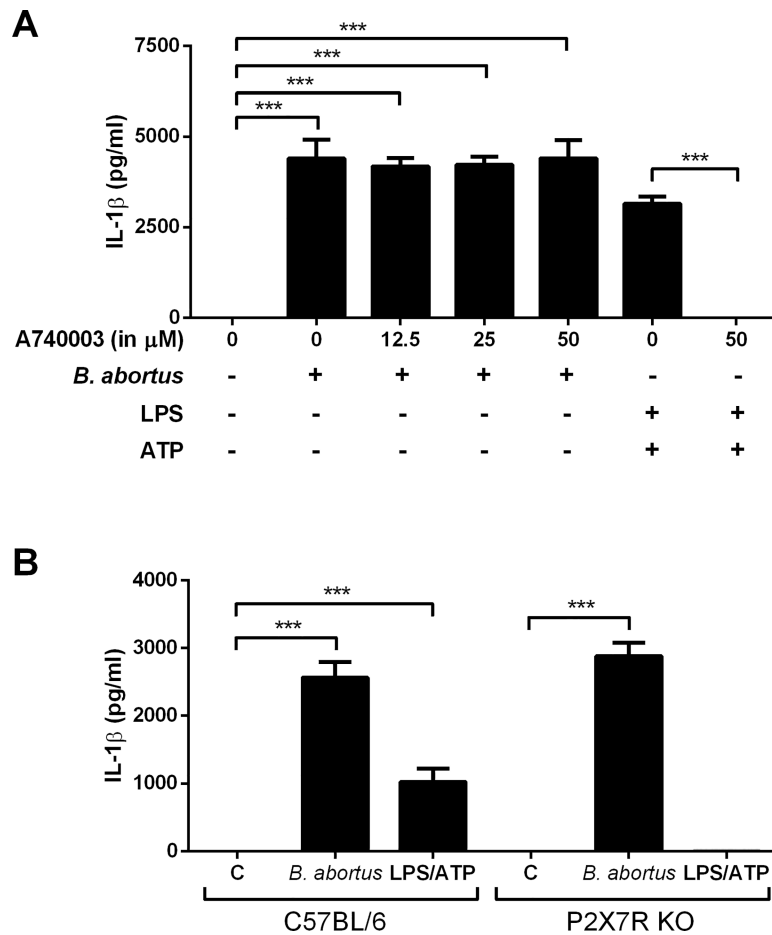 A
***
***
***
***
***
7500
5000
2500
0
IL-1β (pg/ml)
A740003 (in μM) 0 0 12.5 25 50 0 50
B. abortus - + + + + - -
LPS - - - - - + +
ATP - - - - - + +
B
***
***
***
4000
3000
2000
1000
0
IL-1β (pg/ml)
C B. abortus LPS/ATP C B. abortus LPS/ATP
C57BL/6 P2X7R KO